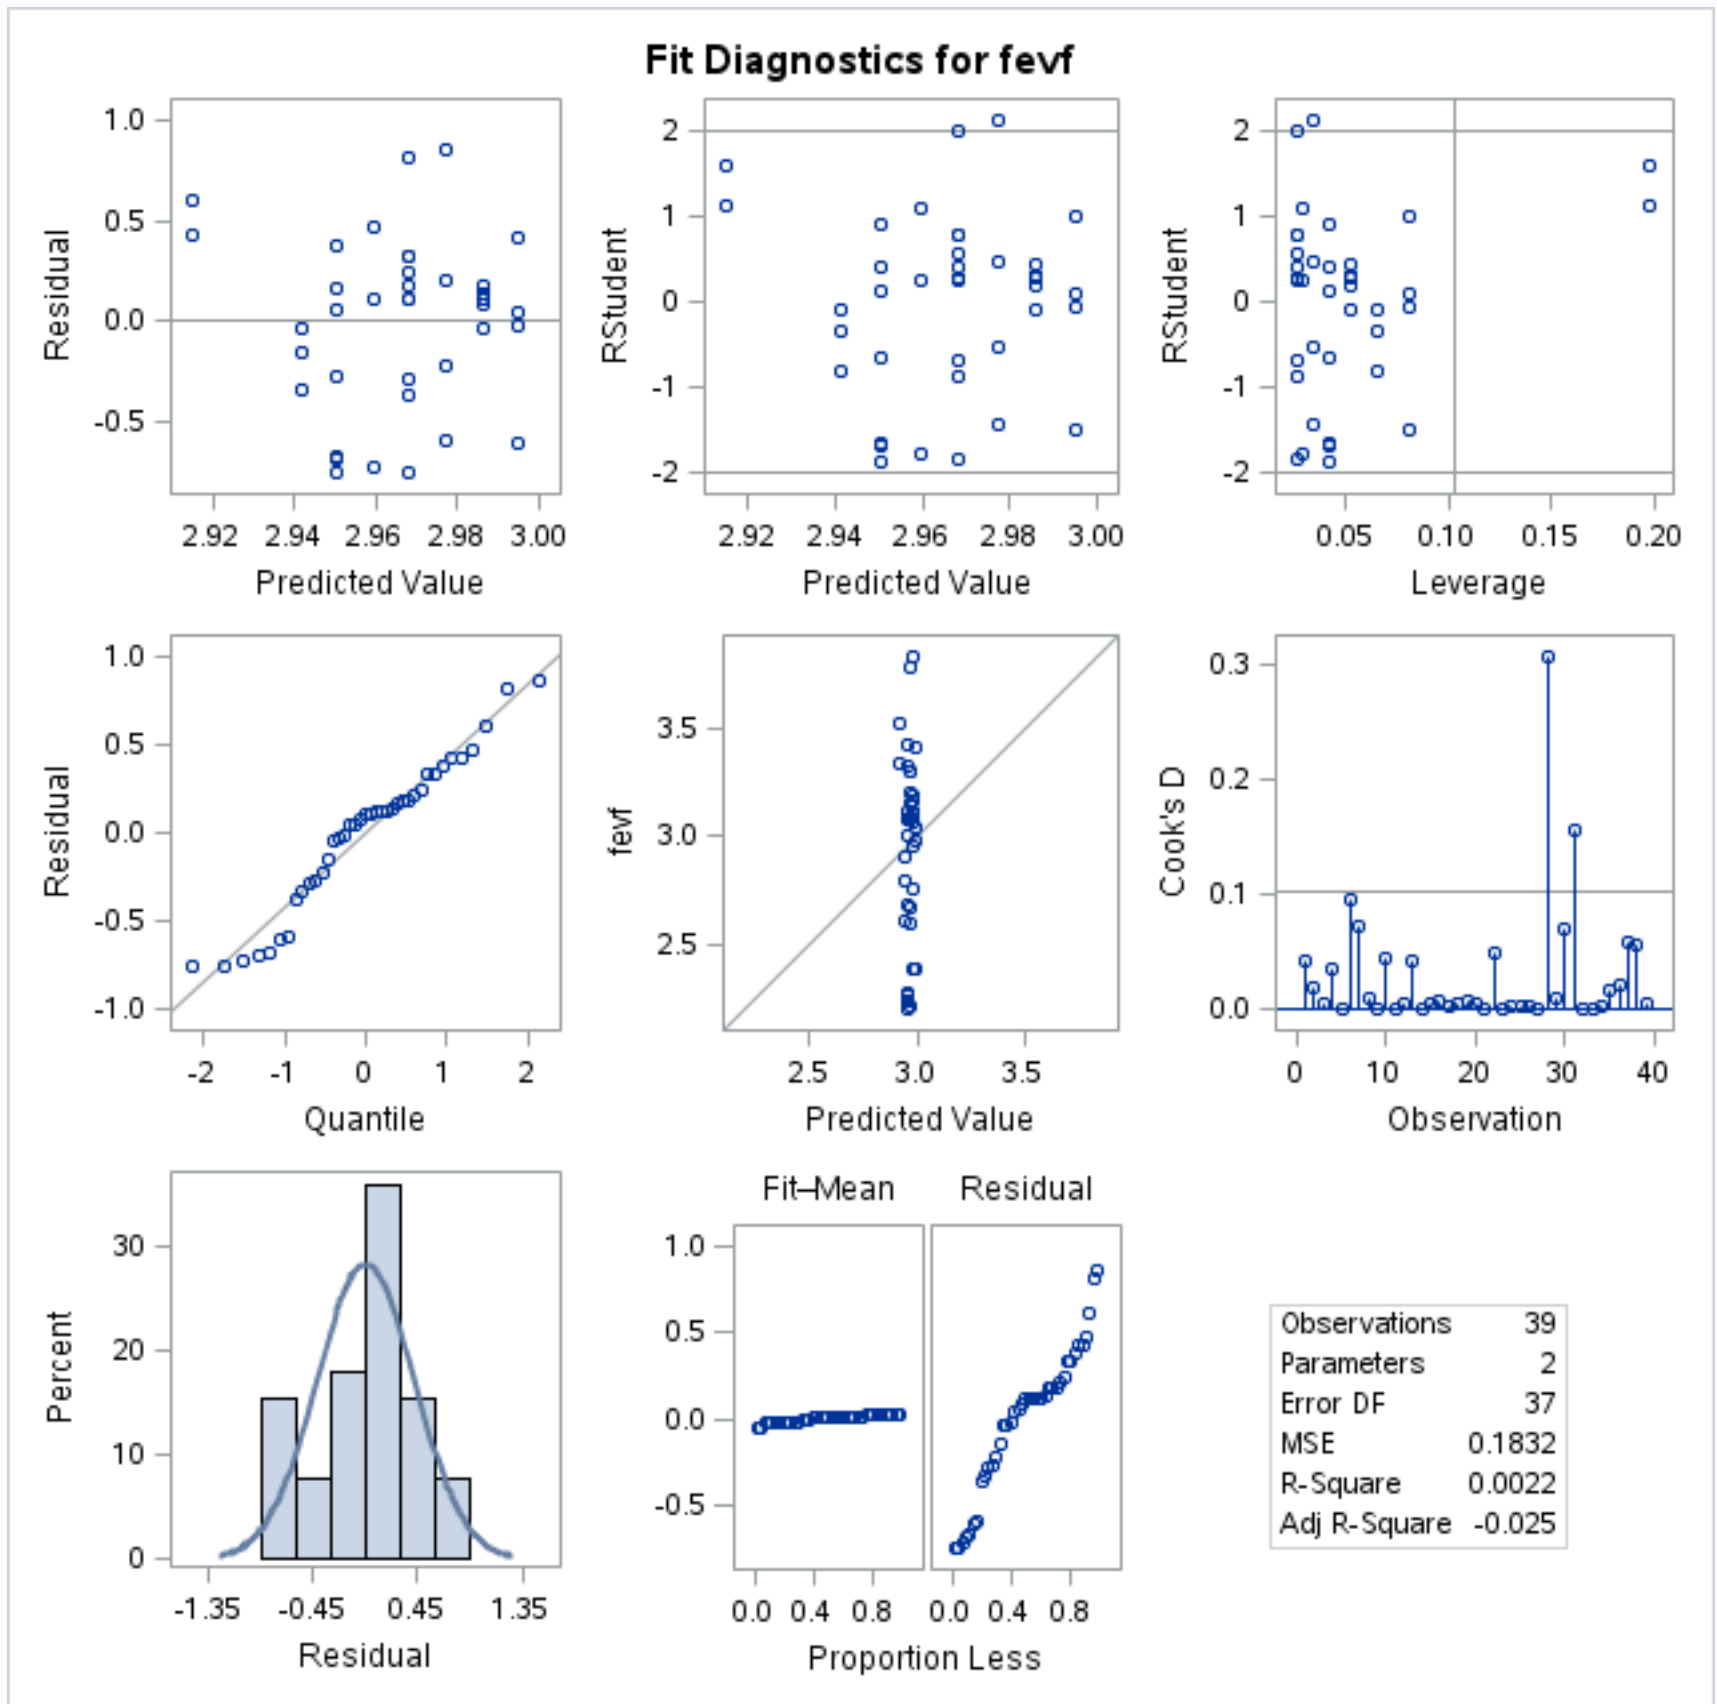 Fit Diagnostics for fevf
1.0
0.5
0.0
-0.5
Residual
2.92 2.94 2.96 2.98 3.00
Predicted Value
2
1
0
-1
-2
RStudent
2.92 2.94 2.96 2.98 3.00
Predicted Value
2
1
0
-1
-2
RStudent
0.05 0.10 0.15 0.20
Leverage
1.0
0.5
0.0
-0.5
-1.0
Residual
-2 -1 0 1 2
Quantile
3.5
3.0
2.5
fevf
2.5 3.0 3.5
Predicted Value
0.3
0.2
0.1
0.0
Cook's D
0 10 20 30 40
Observation
30
20
10
0
Percent
-1.35 -0.45 0.45 1.35
Residual
Fit–Mean Residual
1.0
0.5
0.0
-0.5
0.0 0.4 0.8 0.0 0.4 0.8
Proportion Less
Observations 39
Parameters 2
Error DF 37
MSE 0.1832
R-Square 0.0022
Adj R-Square -0.025